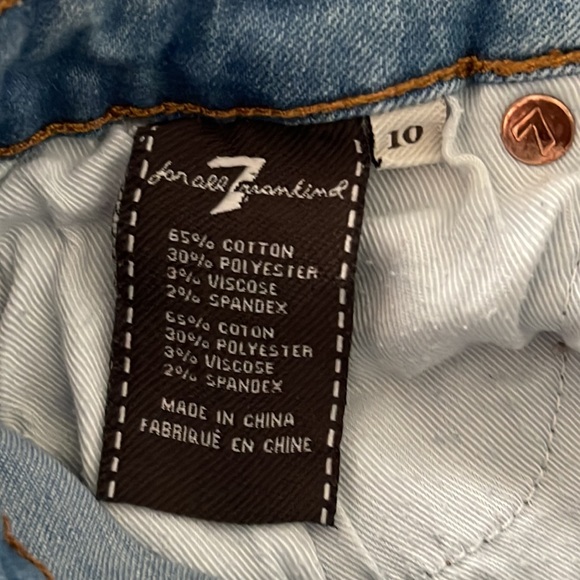 for all 7 mankind
10
65% COTTON
30% POLYESTER
3% VISCOSE
2% SPANDEX
65% COTON
30% POLYESTER
3% VISCOSE
2% SPANDEX
MADE IN CHINA
FABRIQUÈ EN CHINE